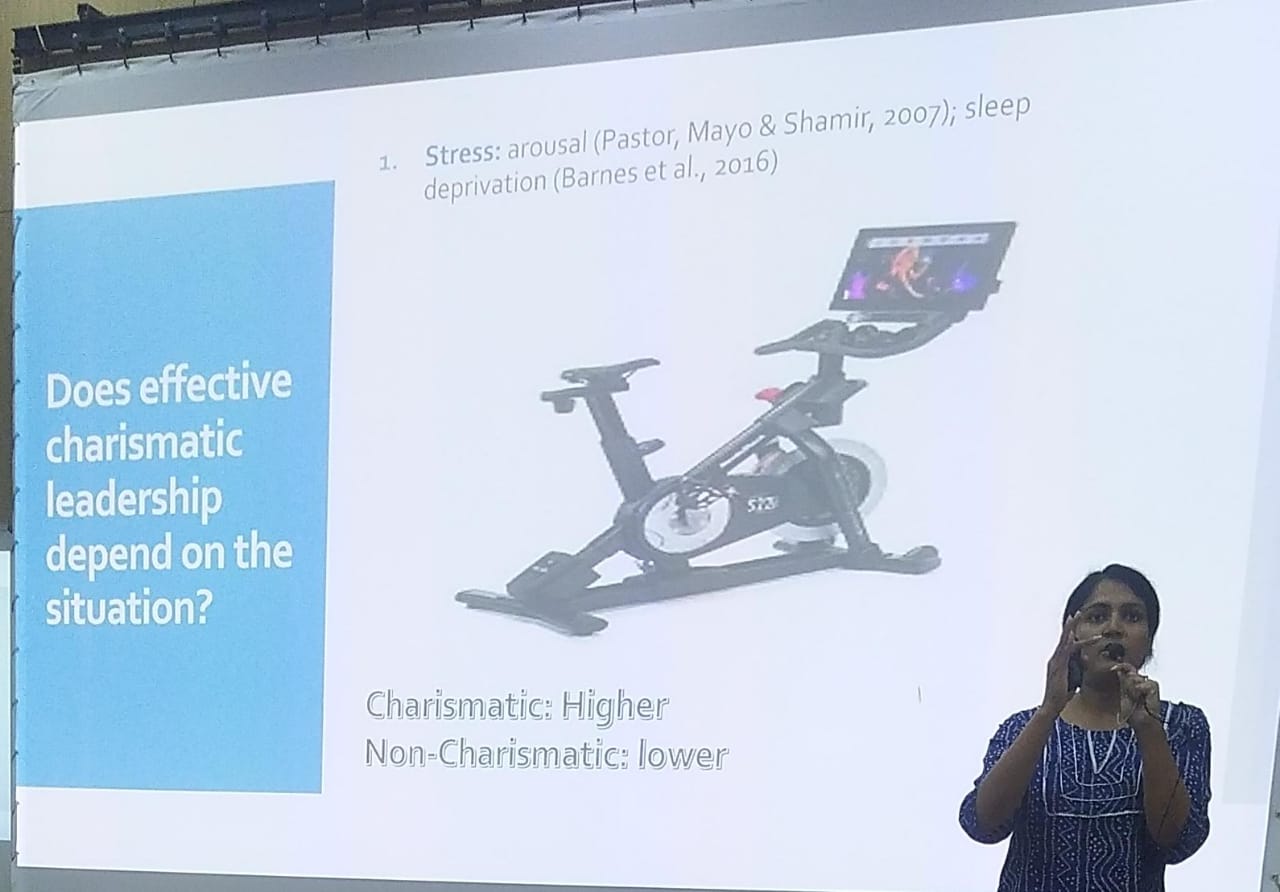 1. Stress: arousal (Pastor, Mayo & Shamir, 2007); sleep
deprivation (Barnes et al., 2016)
Does effective
charismatic
leadership
depend on the
situation?
Charismatic: Higher
Non-Charismatic: lower